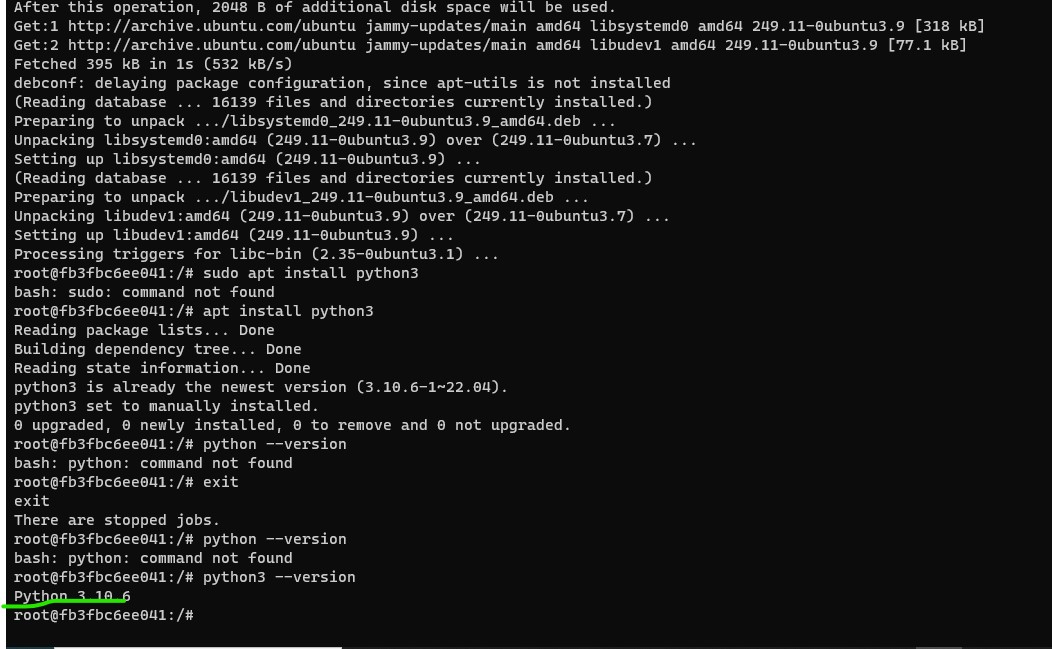 After this operation, 2048 B of additional disk space will be used.
Get:1 http://archive.ubuntu.com/ubuntu jammy-updates/main amd64 libsystemd0 amd64 249.11-0ubuntu3.9 [318 kB]
Get:2 http://archive.ubuntu.com/ubuntu jammy-updates/main amd64 libudev1 amd64 249.11-0ubuntu3.9 [77.1 kB]
Fetched 395 kB in 1s (532 kB/s)
debconf: delaying package configuration, since apt-utils is not installed
(Reading database ... 16139 files and directories currently installed.)
Preparing to unpack .../libsystemd0_249.11-0ubuntu3.9_amd64.deb ...
Unpacking libsystemd0:amd64 (249.11-0ubuntu3.9) over (249.11-0ubuntu3.7) ...
Setting up libsystemd0:amd64 (249.11-0ubuntu3.9) ...
(Reading database ... 16139 files and directories currently installed.)
Preparing to unpack .../libudev1_249.11-0ubuntu3.9_amd64.deb ...
Unpacking libudev1:amd64 (249.11-0ubuntu3.9) over (249.11-0ubuntu3.7) ...
Setting up libudev1:amd64 (249.11-0ubuntu3.9) ...
Processing triggers for libc-bin (2.35-0ubuntu3.1) ...
root@fb3fbc6ee041:/# sudo apt install python3
bash: sudo: command not found
root@fb3fbc6ee041:/# apt install python3
Reading package lists... Done
Building dependency tree... Done
Reading state information... Done
python3 is already the newest version (3.10.6-1~22.04).
python3 set to manually installed.
0 upgraded, 0 newly installed, 0 to remove and 0 not upgraded.
root@fb3fbc6ee041:/# python --version
bash: python: command not found
root@fb3fbc6ee041:/# exit
exit
There are stopped jobs.
root@fb3fbc6ee041:/# python --version
bash: python: command not found
root@fb3fbc6ee041:/# python3 --version
Python 3.10.6
root@fb3fbc6ee041:/#